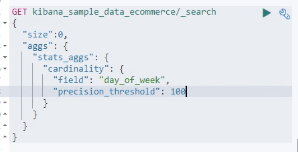 GET kibana_sample_data_ecommerce/_search
{
  "size":0,
  "aggs": {
    "stats_aggs": {
      "cardinality": {
        "field": "day_of_week",
        "precision_threshold": 100
      }
    }
  }
}